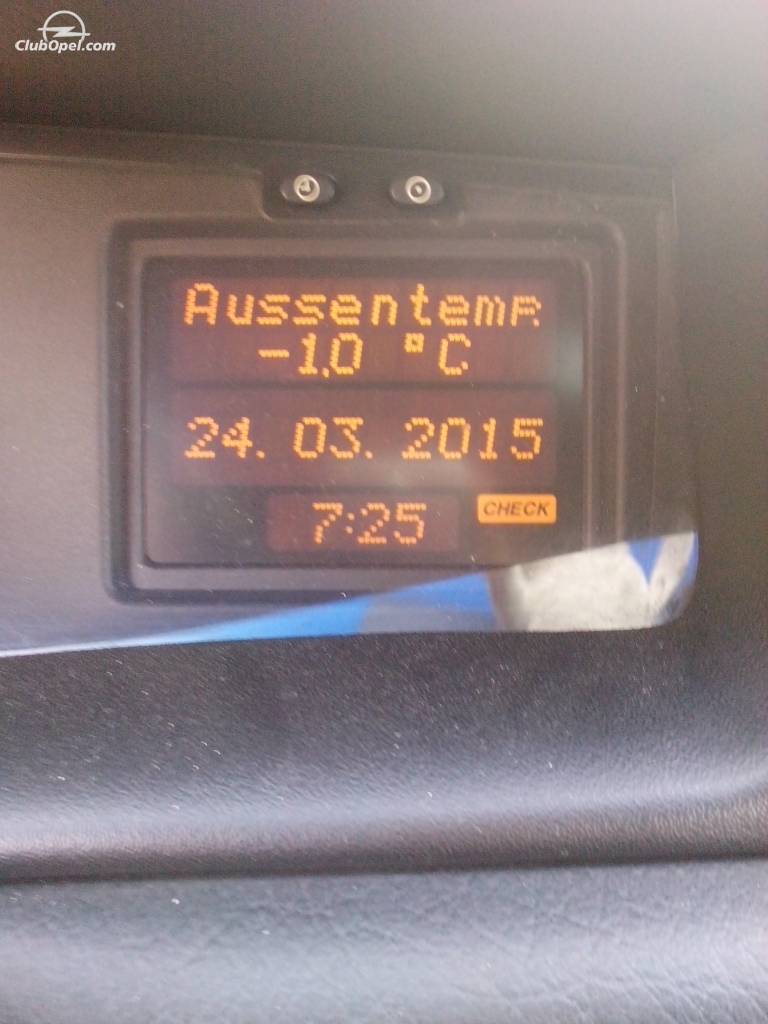 ClubOpel.com
Aussentemp.
-1,0 °C
24. 03. 2015
7:25
CHECK